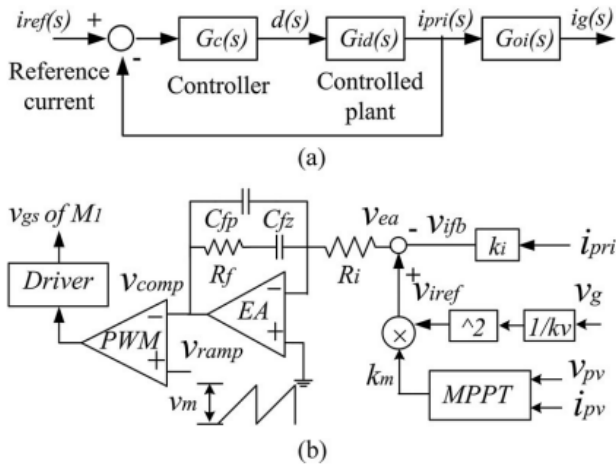 iref(s) + d(s) ipri(s) ig(s)
Gc(s) Gid(s) Goi(s)
-
Reference current
Controller
Controlled plant
(a)
vgs of M1
Cfp
Cfz
Rf
Ri
vea
- vifb
ki
ipri
Driver
vcomp
EA
−
+
+
viref
vg
PWM
−
+
vramp
×
^2
1/kv
vm
km
MPPT
vpv
ipv
(b)